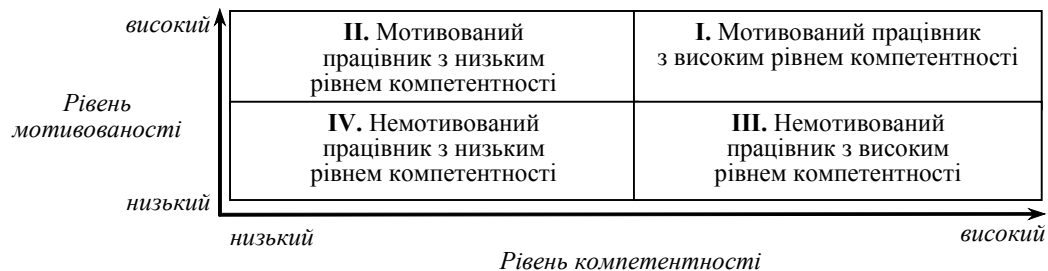 високий
II. Мотивований
працівник з низьким
рівнем компетентності
I. Мотивований працівник
з високим рівнем компетентності
Рівень
мотивованості
IV. Немотивований
працівник з низьким
рівнем компетентності
III. Немотивований
працівник з високим
рівнем компетентності
низький
низький
високий
Рівень компетентності